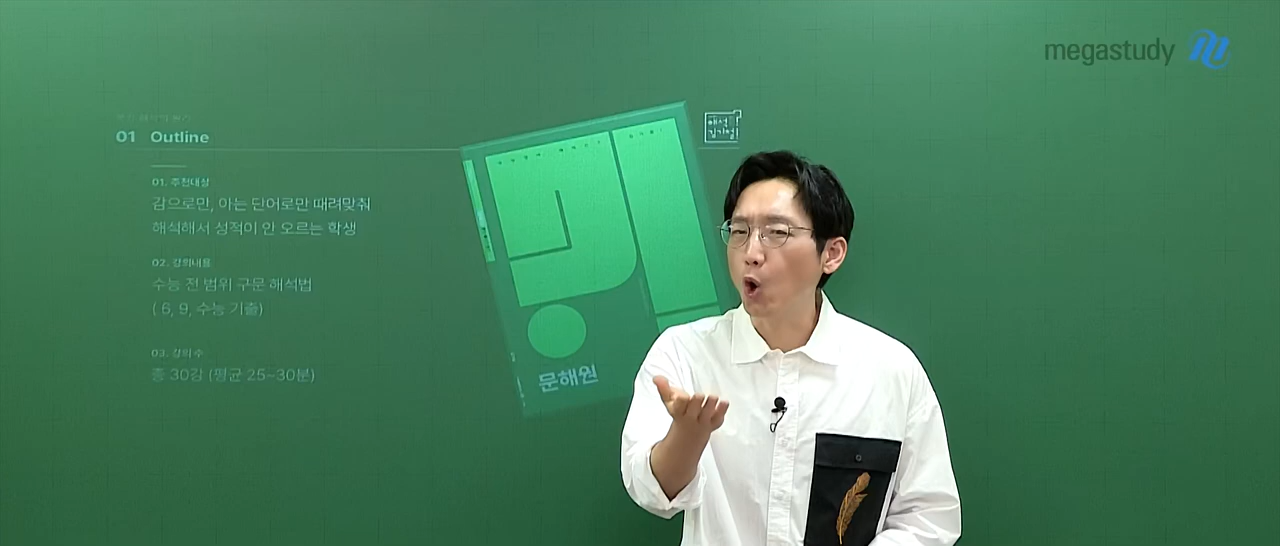 megastudy
01 Outline
01. 추천대상
감으로만, 아는 단어로만 때려맞춰
해석해서 성적이 안 오르는 학생
02. 강의내용
수능 전 범위 구문 해석법
( 6, 9, 수능 기출)
03. 강의 수
총 30강 (평균 25~30분)
문해원